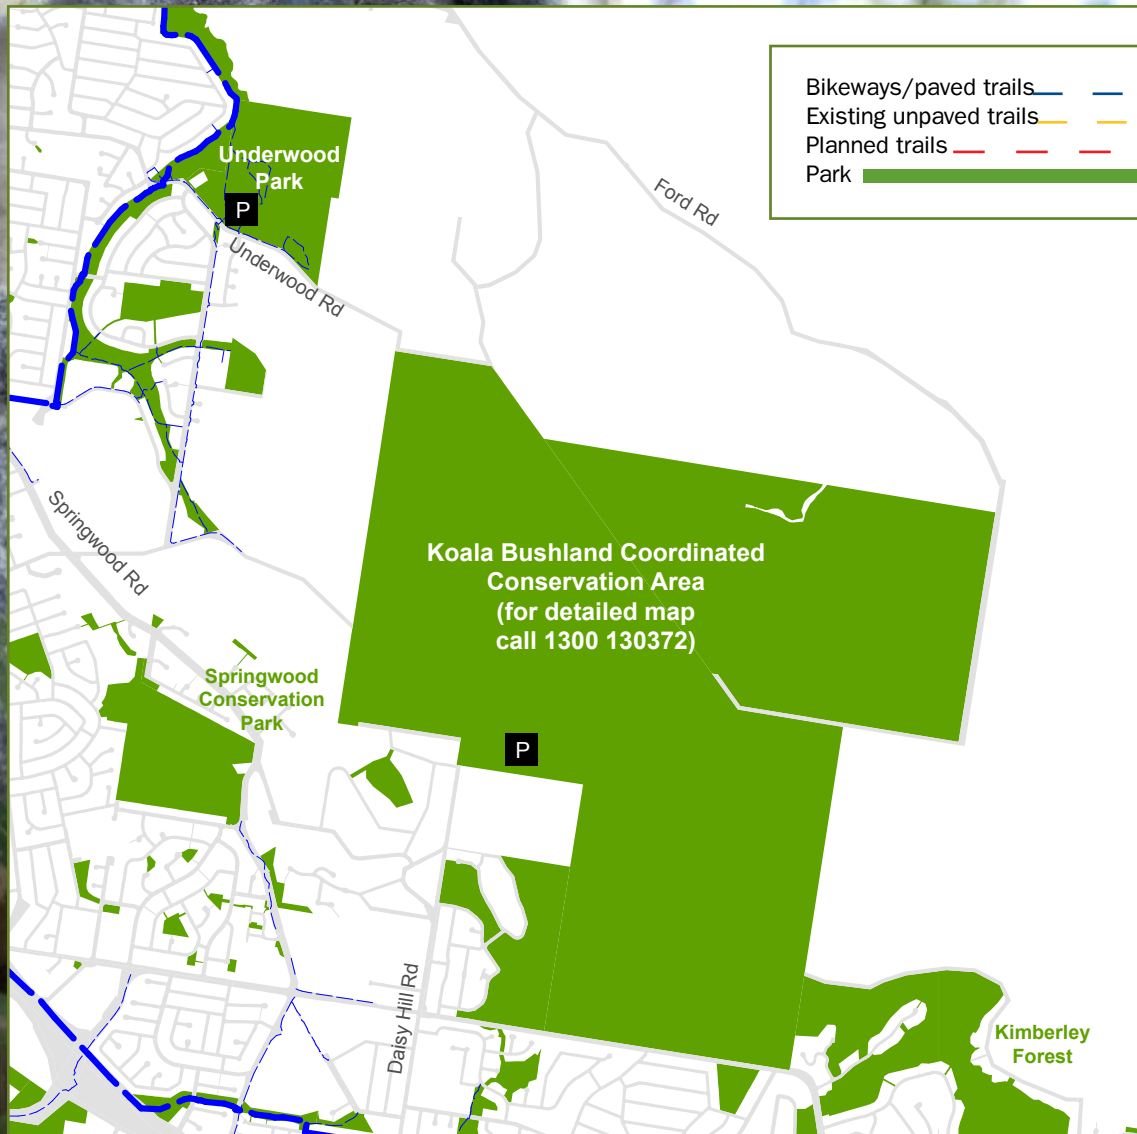 Bikeways/paved trails
Existing unpaved trails
Planned trails
Park
Underwood
Park
P
Underwood Rd
Ford Rd
Springwood Rd
Koala Bushland Coordinated
Conservation Area
(for detailed map
call 1300 130372)
Springwood
Conservation
Park
P
Daisy Hill Rd
Kimberley
Forest